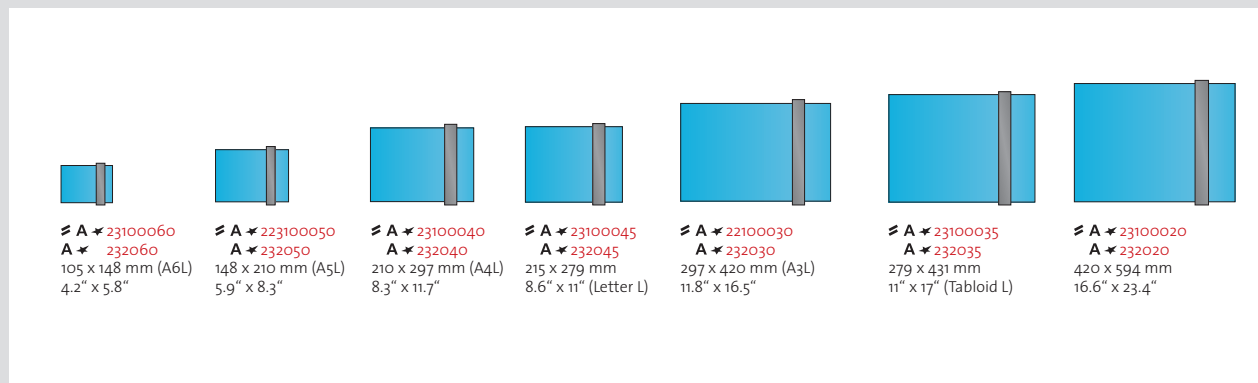 A 23100060
A 232060
105 x 148 mm (A6L)
4.2“ x 5.8“
A 223100050
A 232050
148 x 210 mm (A5L)
5.9“ x 8.3“
A 23100040
A 232040
210 x 297 mm (A4L)
8.3“ x 11.7“
A 23100045
A 232045
215 x 279 mm
8.6“ x 11“ (Letter L)
A 22100030
A 232030
297 x 420 mm (A3L)
11.8“ x 16.5“
A 23100035
A 232035
279 x 431 mm
11“ x 17“ (Tabloid L)
A 23100020
A 232020
420 x 594 mm
16.6“ x 23.4“